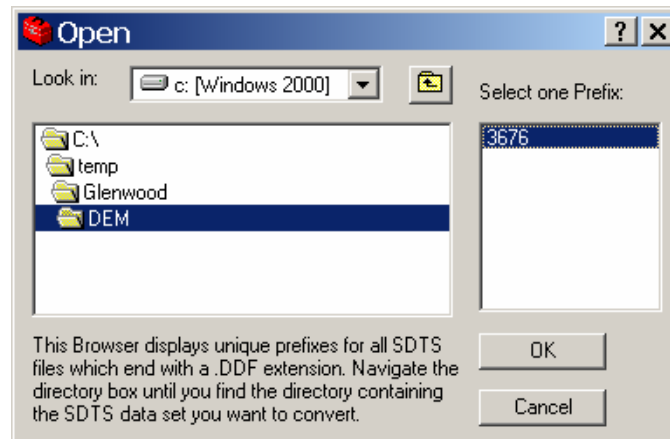 Open
Look in:
c: [Windows 2000]
Select one Prefix:
C:\
temp
Glenwood
DEM
3676
This Browser displays unique prefixes for all SDTS
files which end with a .DDF extension. Navigate the
directory box until you find the directory containing
the SDTS data set you want to convert.
OK
Cancel